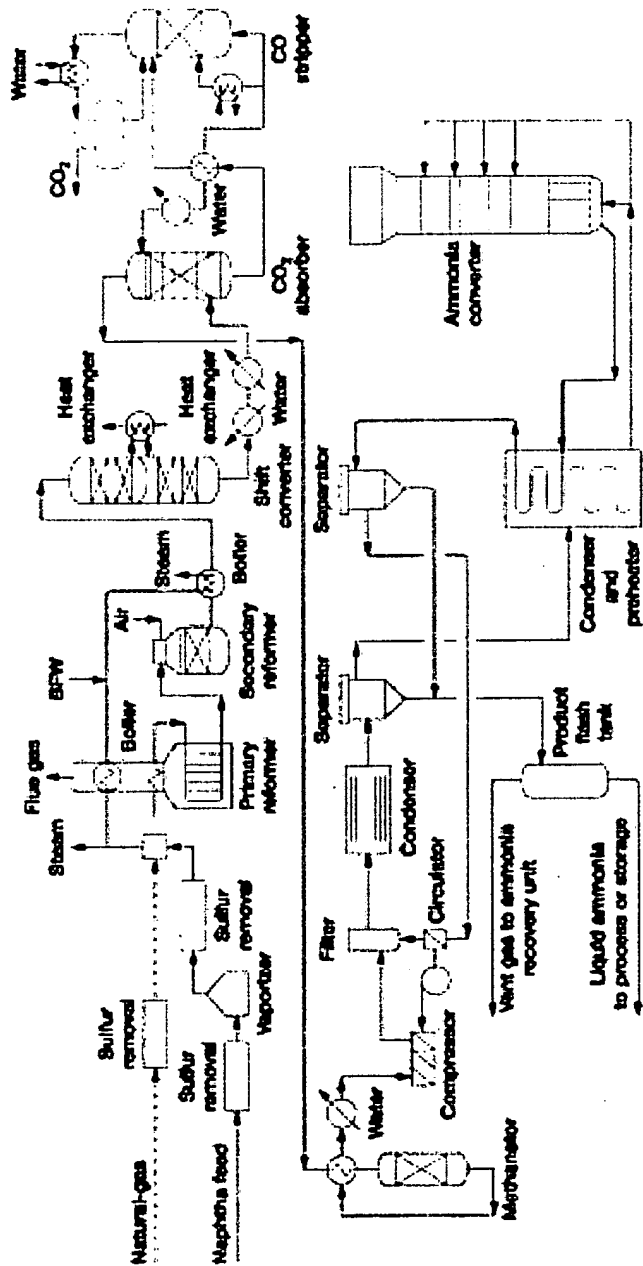 Natural-gas
Naphtha feed
Sulfur
removal
Sulfur
removal
Vaporizer
Sulfur
removal
Steam
Flue gas
Boiler
Primary
reformer
BFW
Air
Secondary
reformer
Steam
Boiler
Heat
exchanger
Shift
converter
Heat
exchanger
Water
CO2
absorber
Water
CO2
Water
CO
stripper
Methanator
Water
Compressor
Filter
Circulator
Condenser
Separator
Separator
Vent gas to ammonia
recovery unit
Liquid ammonia
to process or storage
Product
flash
tank
Condenser
and
preheater
Ammonia
converter